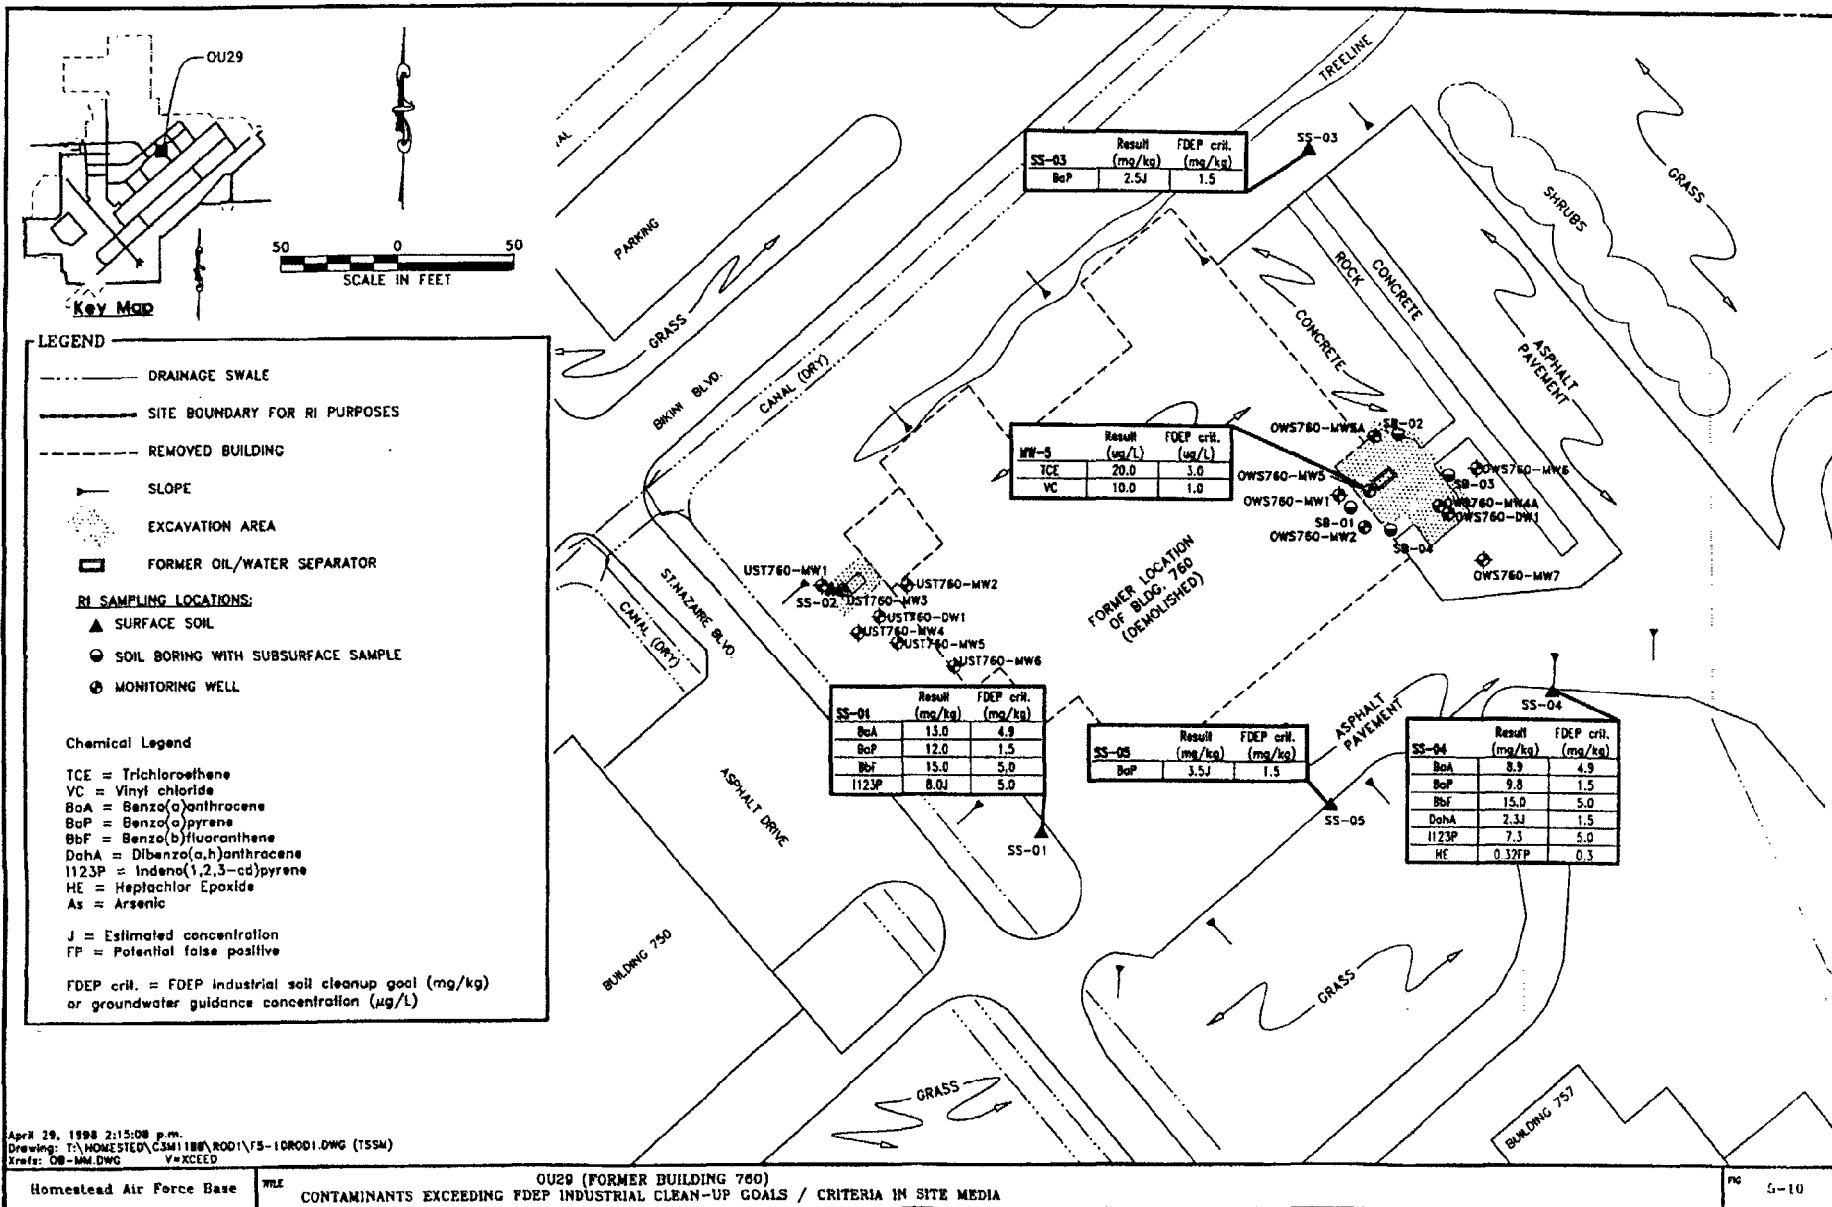 OU29
50 0 50
SCALE IN FEET
Key Map
LEGEND
DRAINAGE SWALE
SITE BOUNDARY FOR RI PURPOSES
REMOVED BUILDING
SLOPE
EXCAVATION AREA
FORMER OIL/WATER SEPARATOR
RI SAMPLING LOCATIONS:
SURFACE SOIL
SOIL BORING WITH SUBSURFACE SAMPLE
MONITORING WELL
Chemical Legend
TCE = Trichloroethene
VC = Vinyl chloride
BaA = Benzo(a)anthracene
BaP = Benzo(a)pyrene
BbF = Benzo(b)fluoranthene
DahA = Dibenzo(a,h)anthracene
I123P = Indeno(1,2,3-cd)pyrene
HE = Heptachlor Epoxide
As = Arsenic
J = Estimated concentration
FP = Potential false positive
FDEP crit. = FDEP industrial soil cleanup goal (mg/kg)
or groundwater guidance concentration (µg/L)
TREELINE
PARKING
GRASS
BIKINI BLVD.
CANAL (DRY)
ST.NAZAIRE BLVD.
CANAL (DRY)
SS-03
Result FDEP crit.
SS-03 (mg/kg) (mg/kg)
BaP 2.5J 1.5
GRASS
SHRUBS
ROCK
CONCRETE
CONCRETE
ASPHALT
PAVEMENT
Result FDEP crit.
MW-5 (ug/L) (ug/L)
TCE 20.0 3.0
VC 10.0 1.0
OWS760-MW8A
SB-02
OWS760-MW5
OWS760-MW6
SB-03
OWS760-MW1
OWS760-MW4A
OWS760-DW1
SB-01
OWS760-MW2
SB-04
OWS760-MW7
FORMER LOCATION
OF BLDG. 760
(DEMOLISHED)
UST760-MW1
UST760-MW2
SS-02
UST760-MW3
UST760-DW1
UST760-MW4
UST760-MW5
UST760-MW6
Result FDEP crit.
SS-01 (mg/kg) (mg/kg)
BaA 13.0 4.9
BaP 12.0 1.5
BbF 15.0 5.0
I123P 8.0J 5.0
SS-01
Result FDEP crit.
SS-05 (mg/kg) (mg/kg)
BaP 3.5J 1.5
SS-05
ASPHALT
PAVEMENT
SS-04
Result FDEP crit.
SS-04 (mg/kg) (mg/kg)
BaA 8.9 4.9
BaP 9.8 1.5
BbF 15.0 5.0
DahA 2.3J 1.5
I123P 7.3 5.0
HE 0.32FP 0.3
ASPHALT DRIVE
BUILDING 750
GRASS
GRASS
BUILDING 757
April 29, 1998 2:15:08 p.m.
Drawing: T:\HOMESTED\C3M11BB\ROD1\F5-10ROD1.DWG (TSSM)
Xrefs: OB-MM.DWG V=XCEED
Homestead Air Force Base
TITLE
OU29 (FORMER BUILDING 760)
CONTAMINANTS EXCEEDING FDEP INDUSTRIAL CLEAN-UP GOALS / CRITERIA IN SITE MEDIA
FIG
5-10